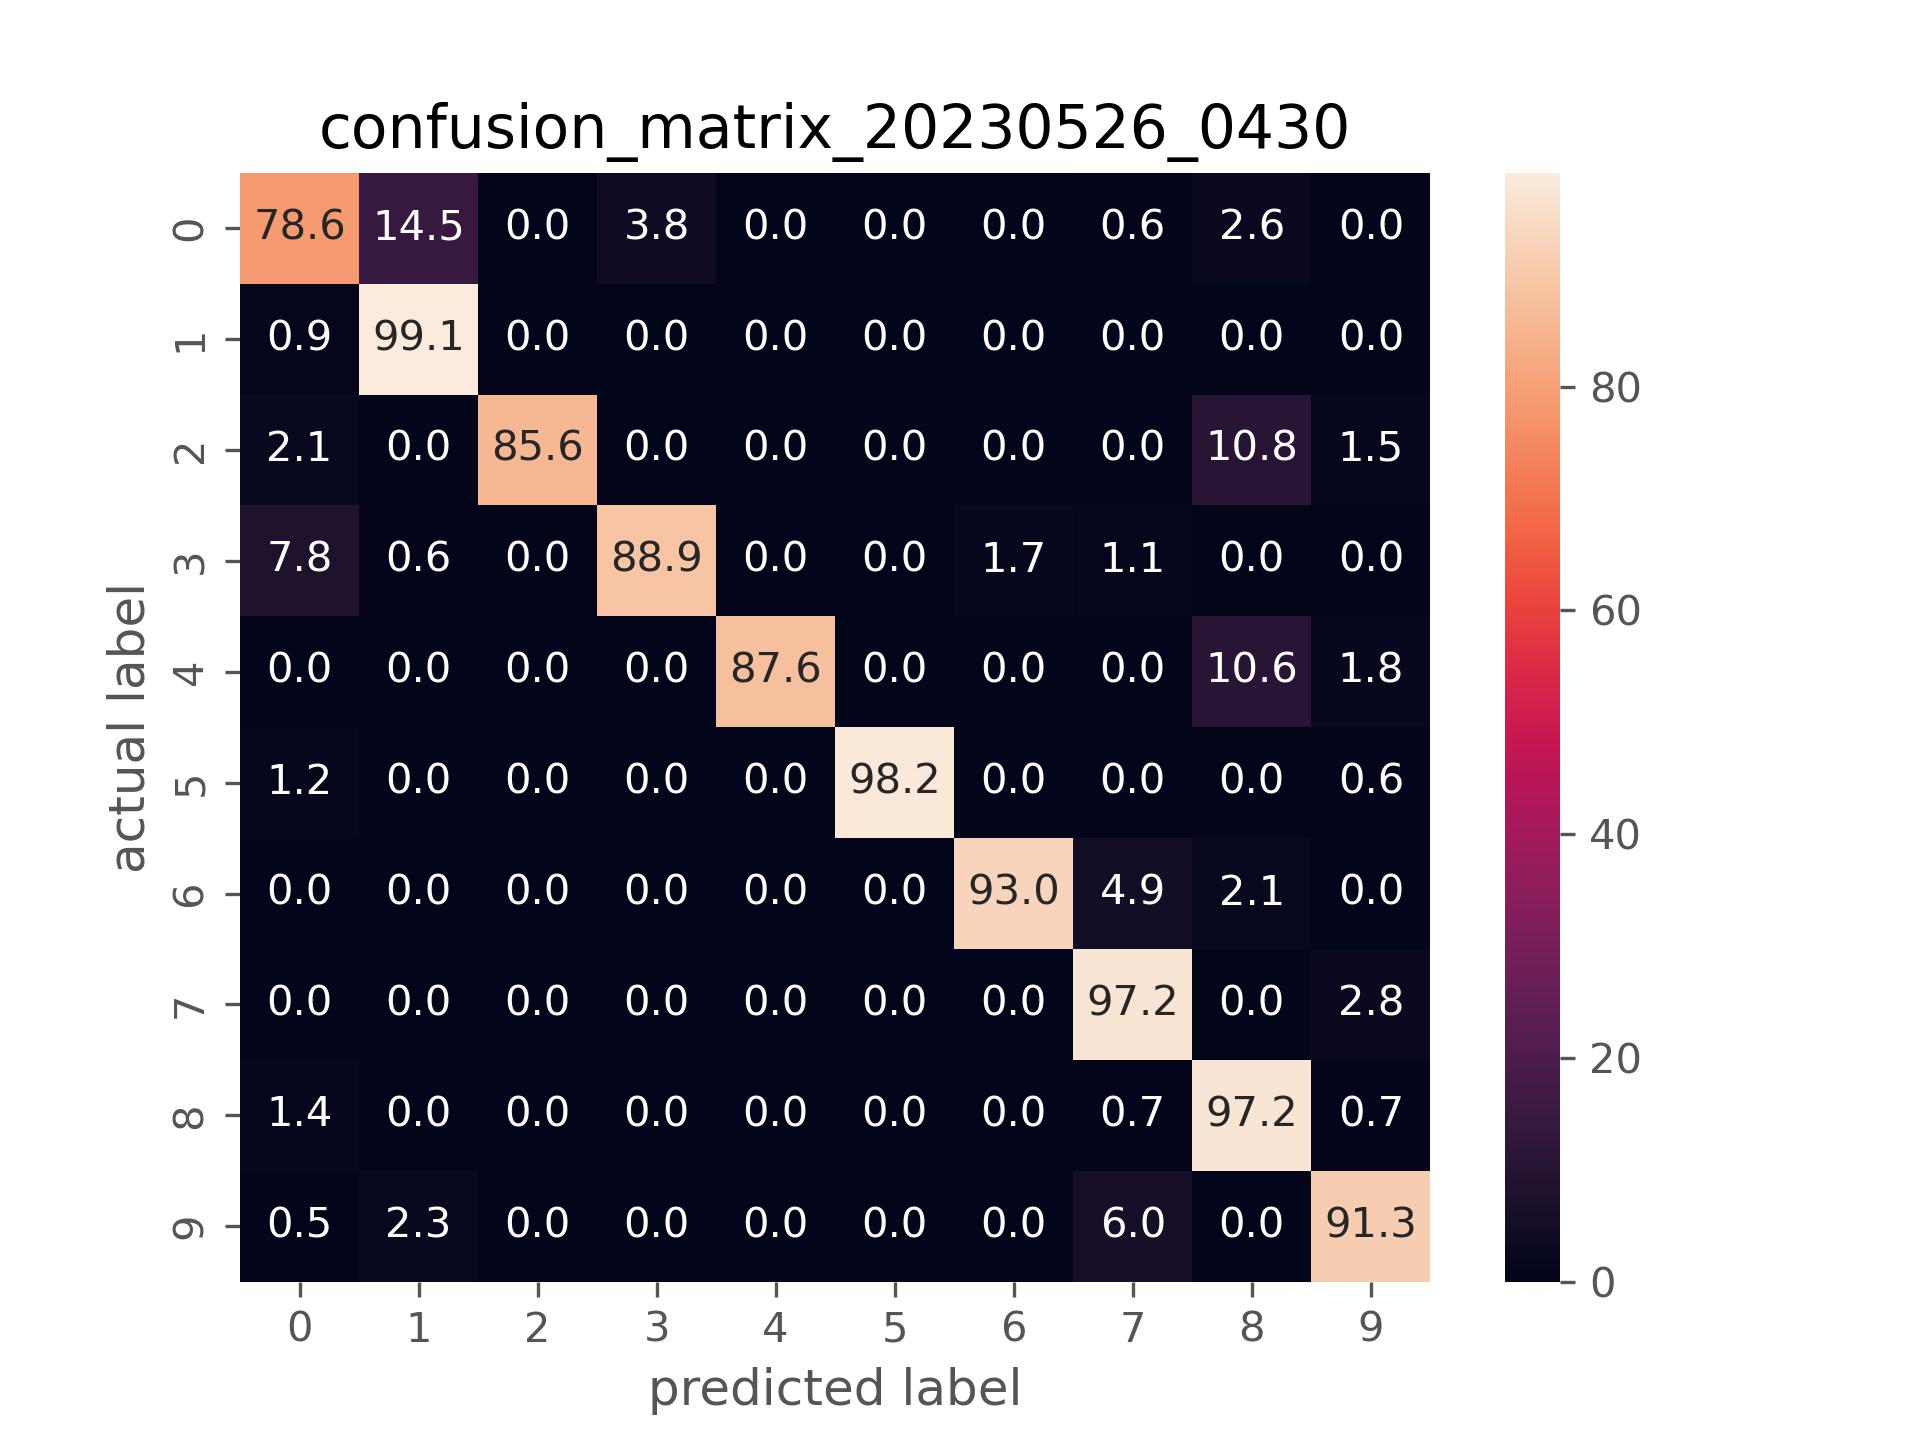 confusion_matrix_20230526_0430
0 78.6 14.5 0.0 3.8 0.0 0.0 0.0 0.6 2.6 0.0
1 0.9 99.1 0.0 0.0 0.0 0.0 0.0 0.0 0.0 0.0
2 2.1 0.0 85.6 0.0 0.0 0.0 0.0 0.0 10.8 1.5
3 7.8 0.6 0.0 88.9 0.0 0.0 1.7 1.1 0.0 0.0
4 0.0 0.0 0.0 0.0 87.6 0.0 0.0 0.0 10.6 1.8
5 1.2 0.0 0.0 0.0 0.0 98.2 0.0 0.0 0.0 0.6
6 0.0 0.0 0.0 0.0 0.0 0.0 93.0 4.9 2.1 0.0
7 0.0 0.0 0.0 0.0 0.0 0.0 0.0 97.2 0.0 2.8
8 1.4 0.0 0.0 0.0 0.0 0.0 0.0 0.7 97.2 0.7
9 0.5 2.3 0.0 0.0 0.0 0.0 0.0 6.0 0.0 91.3
0 1 2 3 4 5 6 7 8 9
predicted label
actual label
80
60
40
20
0